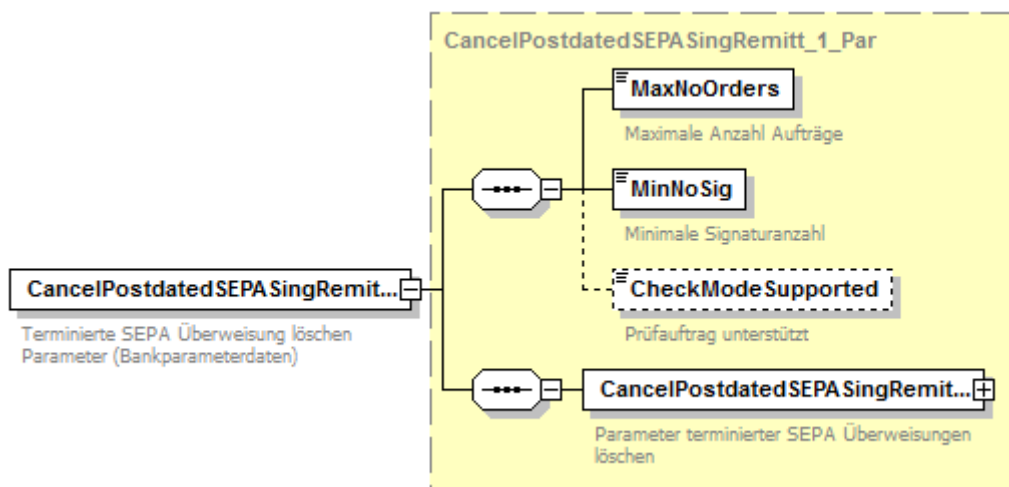 CancelPostdatedSEPASingRemitt_1_Par
MaxNoOrders
Maximale Anzahl Aufträge
MinNoSig
Minimale Signaturanzahl
CheckModeSupported
Prüfauftrag unterstützt
CancelPostdatedSEPASingRemit...
Terminierte SEPA Überweisung löschen
Parameter (Bankparameterdaten)
CancelPostdatedSEPASingRemit...
Parameter terminierter SEPA Überweisungen
löschen